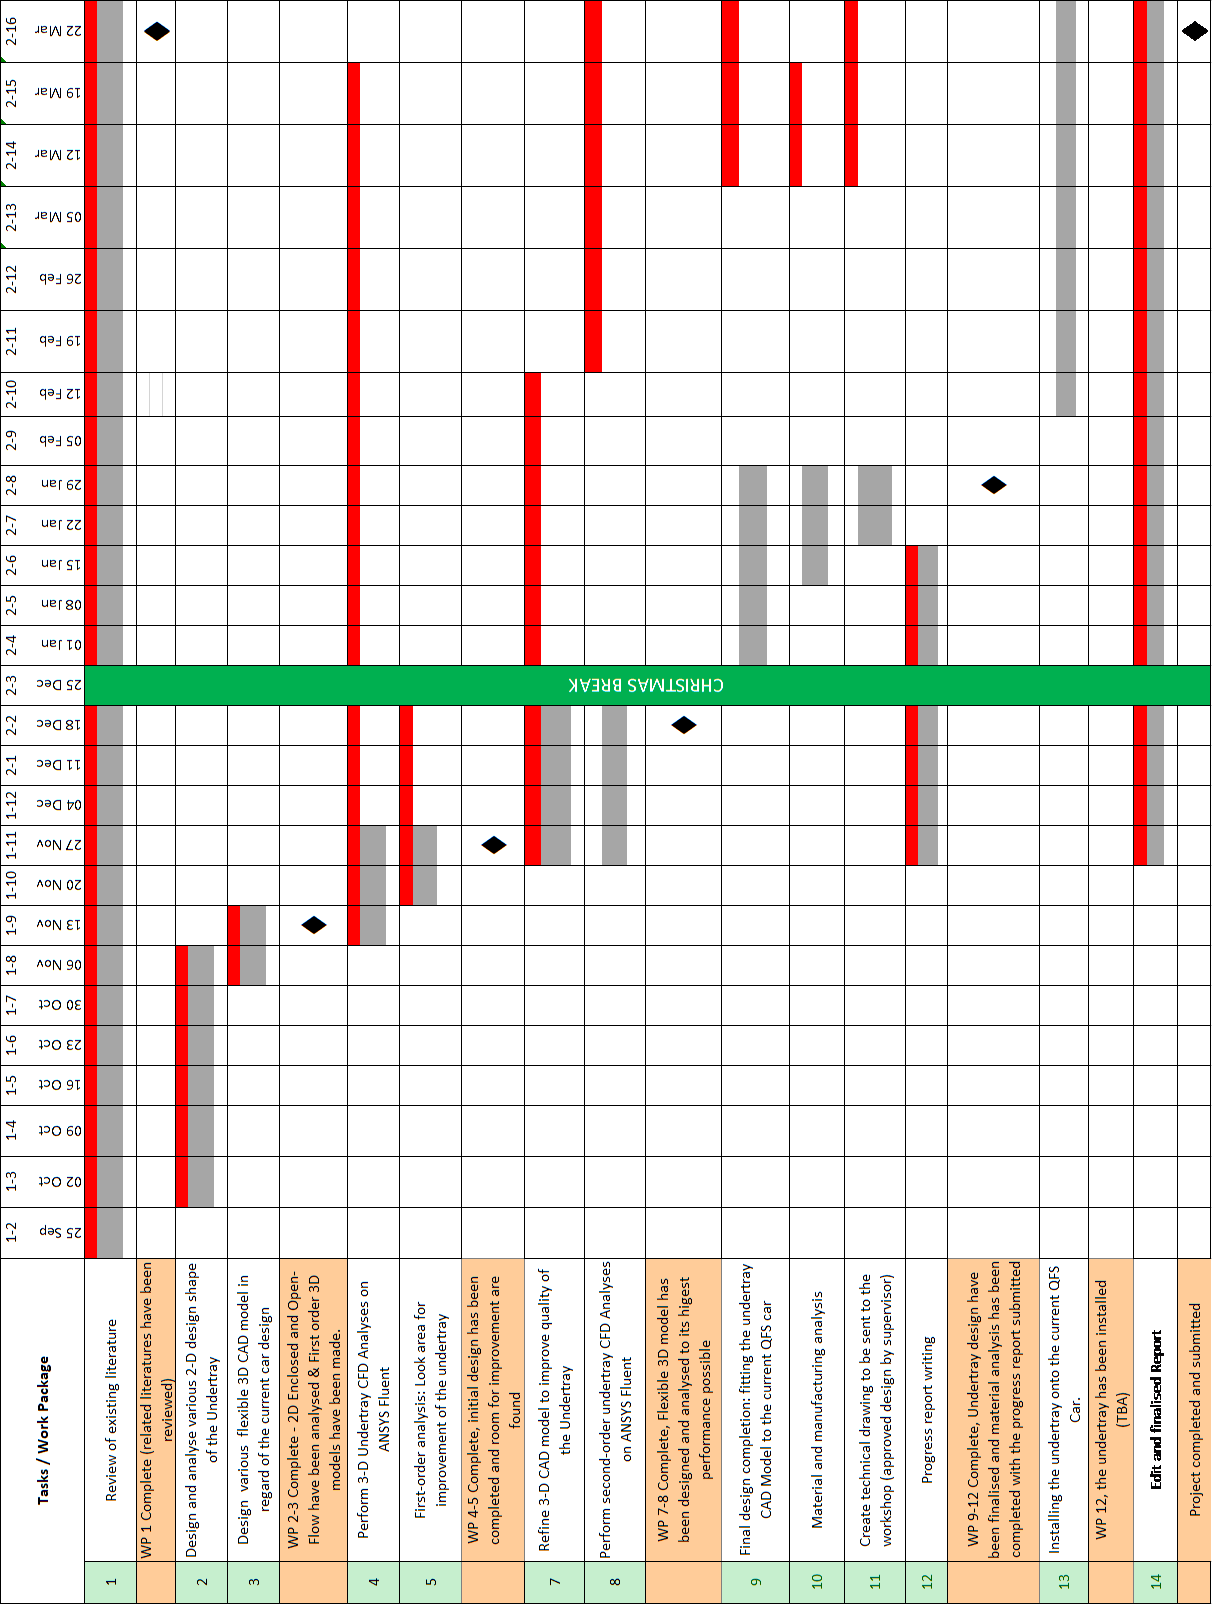 Tasks / Work Package
1-2
25 Sep
1-3
02 Oct
1-4
09 Oct
1-5
16 Oct
1-6
23 Oct
1-7
30 Oct
1-8
06 Nov
1-9
13 Nov
1-10
20 Nov
1-11
27 Nov
1-12
04 Dec
2-1
11 Dec
2-2
18 Dec
2-3
25 Dec
2-4
01 Jan
2-5
08 Jan
2-6
15 Jan
2-7
22 Jan
2-8
29 Jan
2-9
05 Feb
2-10
12 Feb
2-11
19 Feb
2-12
26 Feb
2-13
05 Mar
2-14
12 Mar
2-15
19 Mar
2-16
22 Mar
1
Review of existing literature
WP 1 Complete (related literatures have been
reviewed)
2
Design and analyse various 2-D design shape
of the Undertray
3
Design various flexible 3D CAD model in
regard of the current car design
WP 2-3 Complete - 2D Enclosed and Open-
Flow have been analysed & First order 3D
models have been made.
4
Perform 3-D Undertray CFD Analyses on
ANSYS Fluent
5
First-order analysis: Look area for
improvement of the undertray
WP 4-5 Complete, initial design has been
completed and room for improvement are
found
7
Refine 3-D CAD model to improve quality of
the Undertray
8
Perform second-order undertray CFD Analyses
on ANSYS Fluent
WP 7-8 Complete, Flexible 3D model has
been designed and analysed to its higest
performance possible
9
Final design completion: fitting the undertray
CAD Model to the current QFS car
10
Material and manufacturing analysis
11
Create technical drawing to be sent to the
workshop (approved design by supervisor)
12
Progress report writing
WP 9-12 Complete, Undertray design have
been finalised and material analysis has been
completed with the progress report submitted
13
Installing the undertray onto the current QFS
Car.
WP 12, the undertray has been installed
(TBA)
14
Edit and finalised Report
Project completed and submitted
CHRISTMAS BREAK